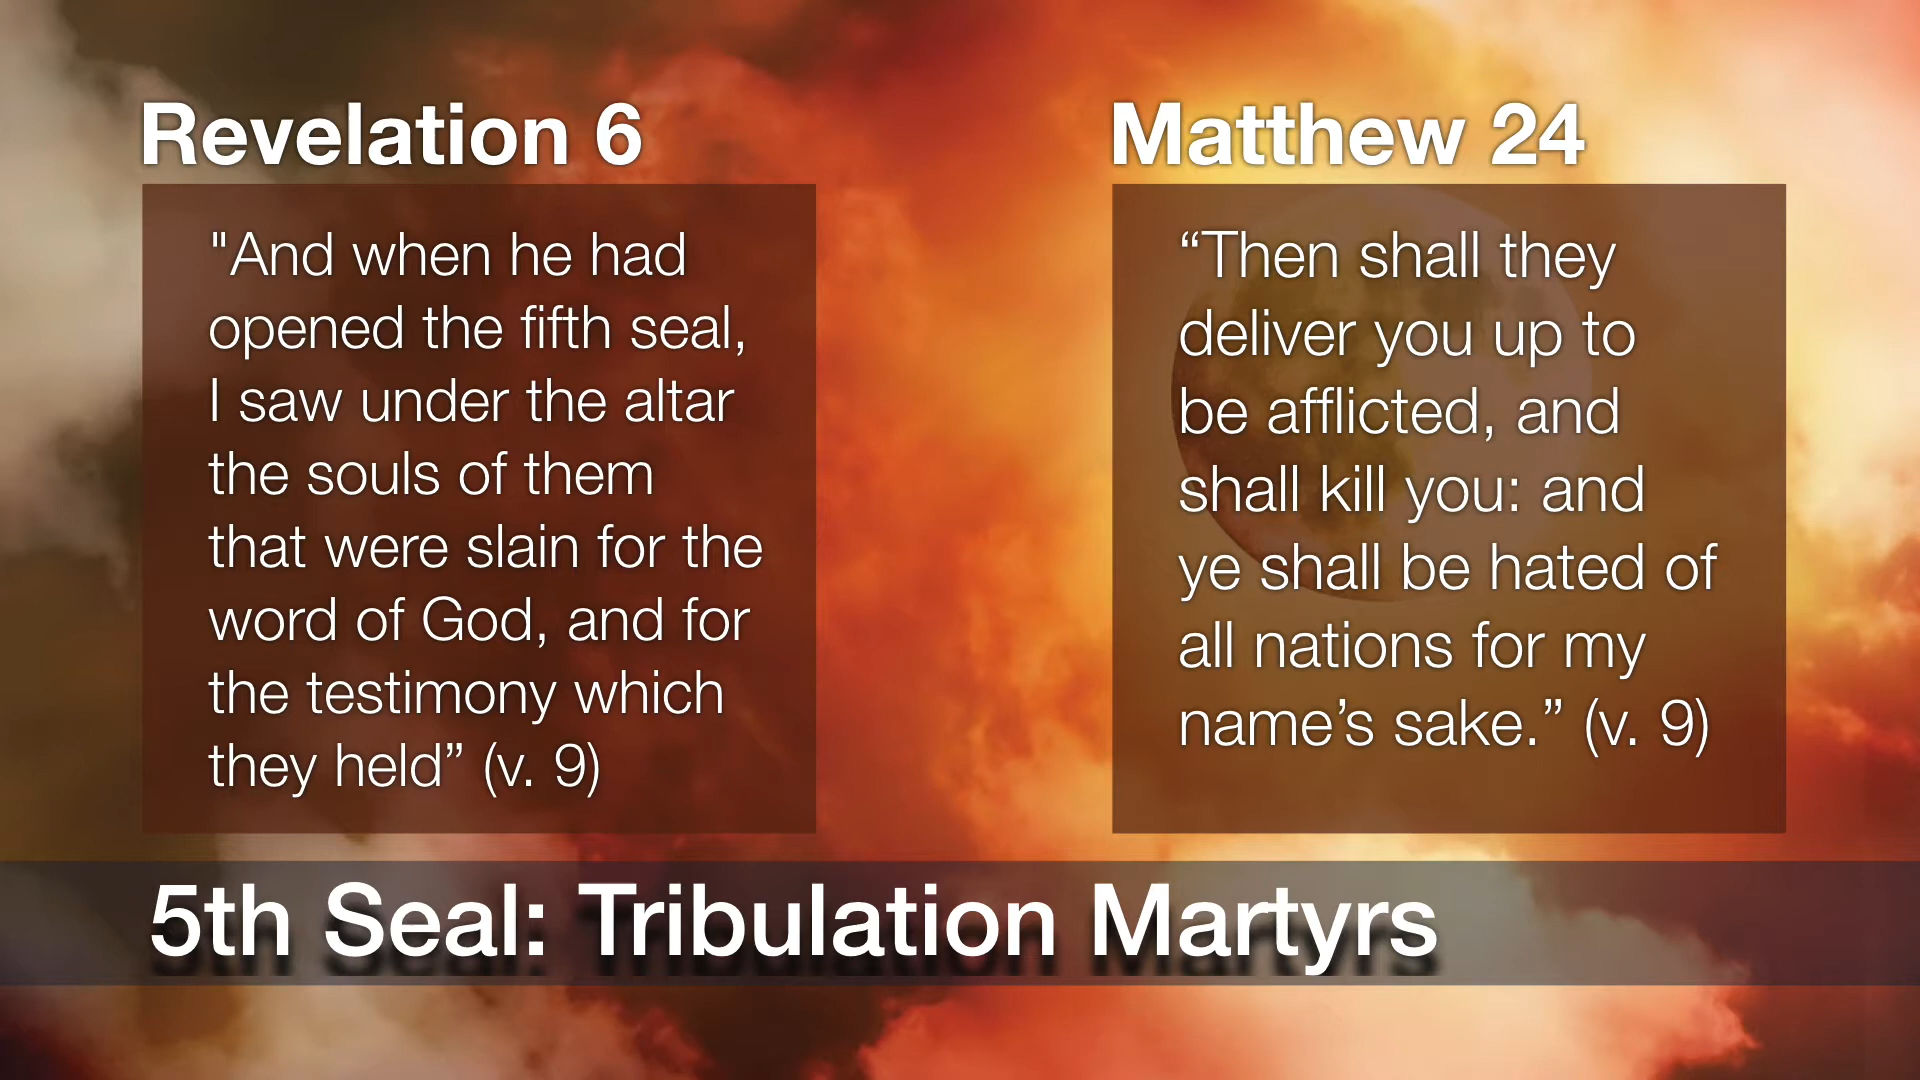 Revelation 6
"And when he had
opened the fifth seal,
I saw under the altar
the souls of them
that were slain for the
word of God, and for
the testimony which
they held” (v. 9)
Matthew 24
“Then shall they
deliver you up to
be afflicted, and
shall kill you: and
ye shall be hated of
all nations for my
name’s sake.” (v. 9)
5th Seal: Tribulation Martyrs